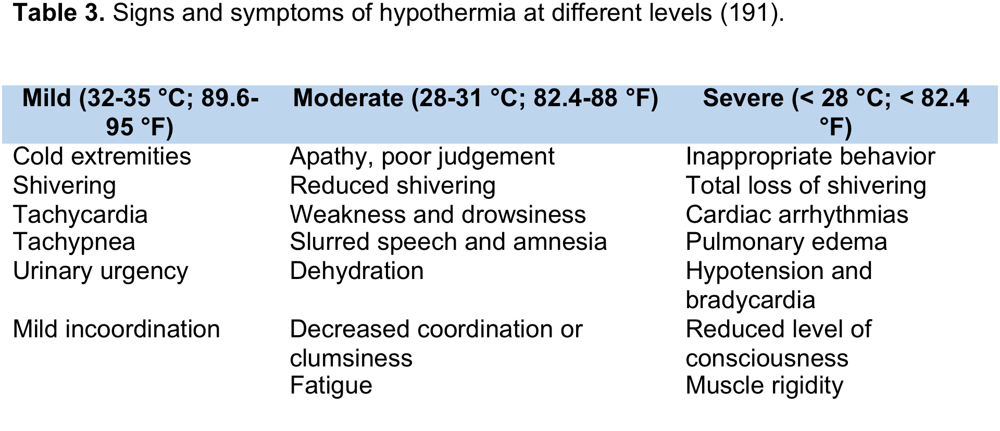 Table 3. Signs and symptoms of hypothermia at different levels (191).
Mild (32-35 °C; 89.6-
95 °F)
Moderate (28-31 °C; 82.4-88 °F)
Severe (< 28 °C; < 82.4
°F)
Cold extremities
Apathy, poor judgement
Inappropriate behavior
Shivering
Reduced shivering
Total loss of shivering
Tachycardia
Weakness and drowsiness
Cardiac arrhythmias
Tachypnea
Slurred speech and amnesia
Pulmonary edema
Urinary urgency
Dehydration
Hypotension and
bradycardia
Mild incoordination
Decreased coordination or
clumsiness
Reduced level of
consciousness
Fatigue
Muscle rigidity